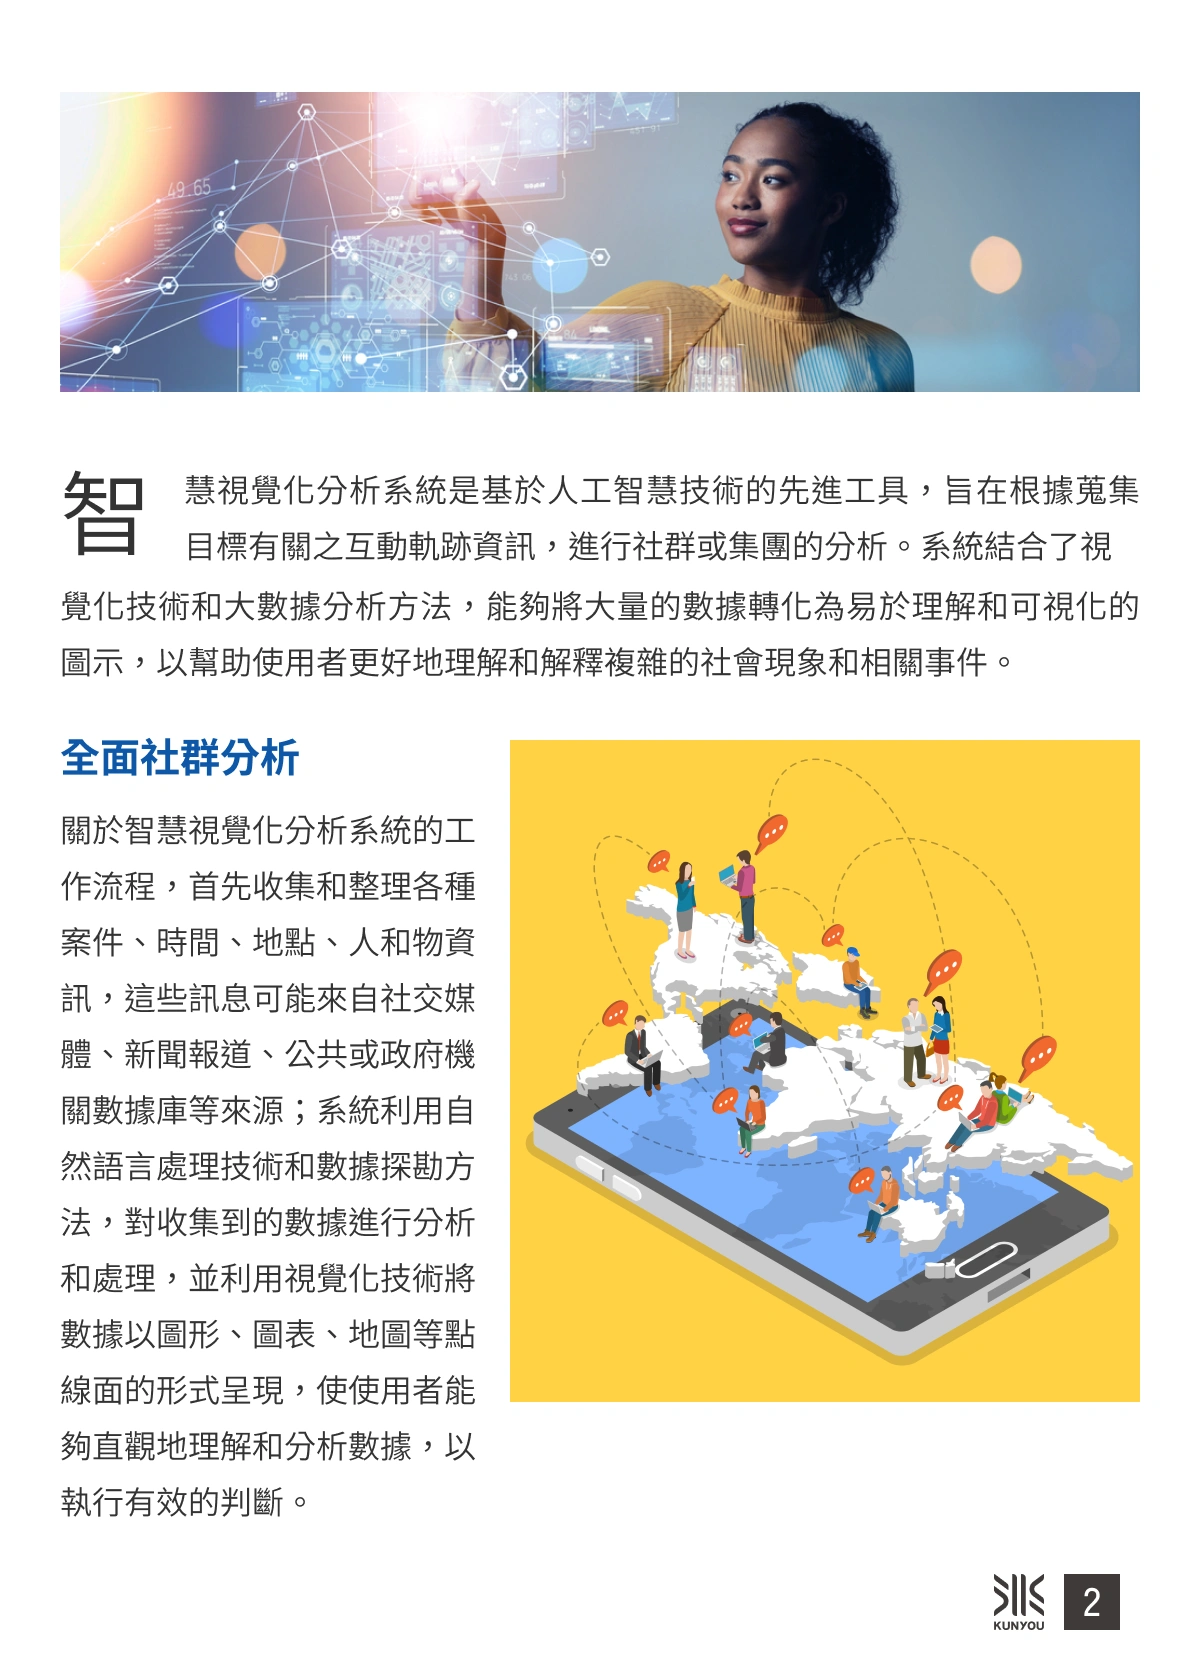 49.65
智慧視覺化分析系統是基於人工智慧技術的先進工具，旨在根據蒐集
目標有關之互動軌跡資訊，進行社群或集團的分析。系統結合了視
覺化技術和大數據分析方法，能夠將大量的數據轉化為易於理解和可視化的
圖示，以幫助使用者更好地理解和解釋複雜的社會現象和相關事件。
全面社群分析
關於智慧視覺化分析系統的工
作流程，首先收集和整理各種
案件、時間、地點、人和物資
訊，這些訊息可能來自社交媒
體、新聞報道、公共或政府機
關數據庫等來源；系統利用自
然語言處理技術和數據探勘方
法，對收集到的數據進行分析
和處理，並利用視覺化技術將
數據以圖形、圖表、地圖等點
線面的形式呈現，使使用者能
夠直觀地理解和分析數據，以
執行有效的判斷。
KUNYOU
2